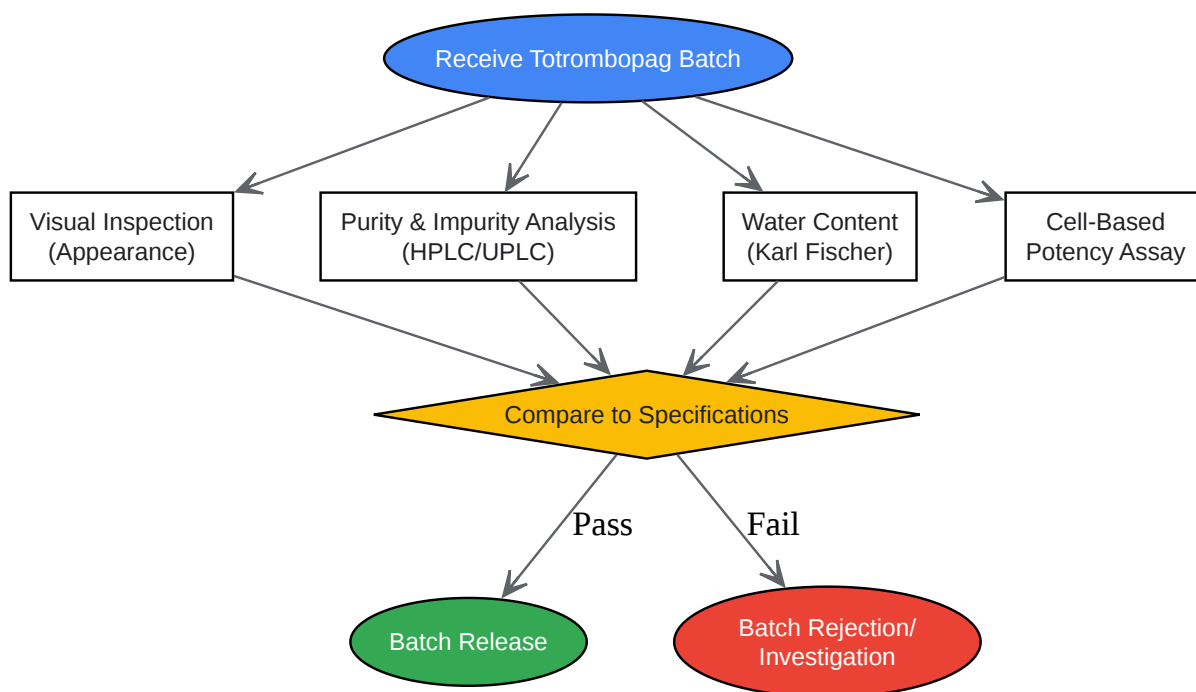 Receive Totrombopag Batch
Visual Inspection
(Appearance)
Purity & Impurity Analysis
(HPLC/UPLC)
Water Content
(Karl Fischer)
Cell-Based
Potency Assay
Compare to Specifications
Pass
Fail
Batch Release
Batch Rejection/
Investigation